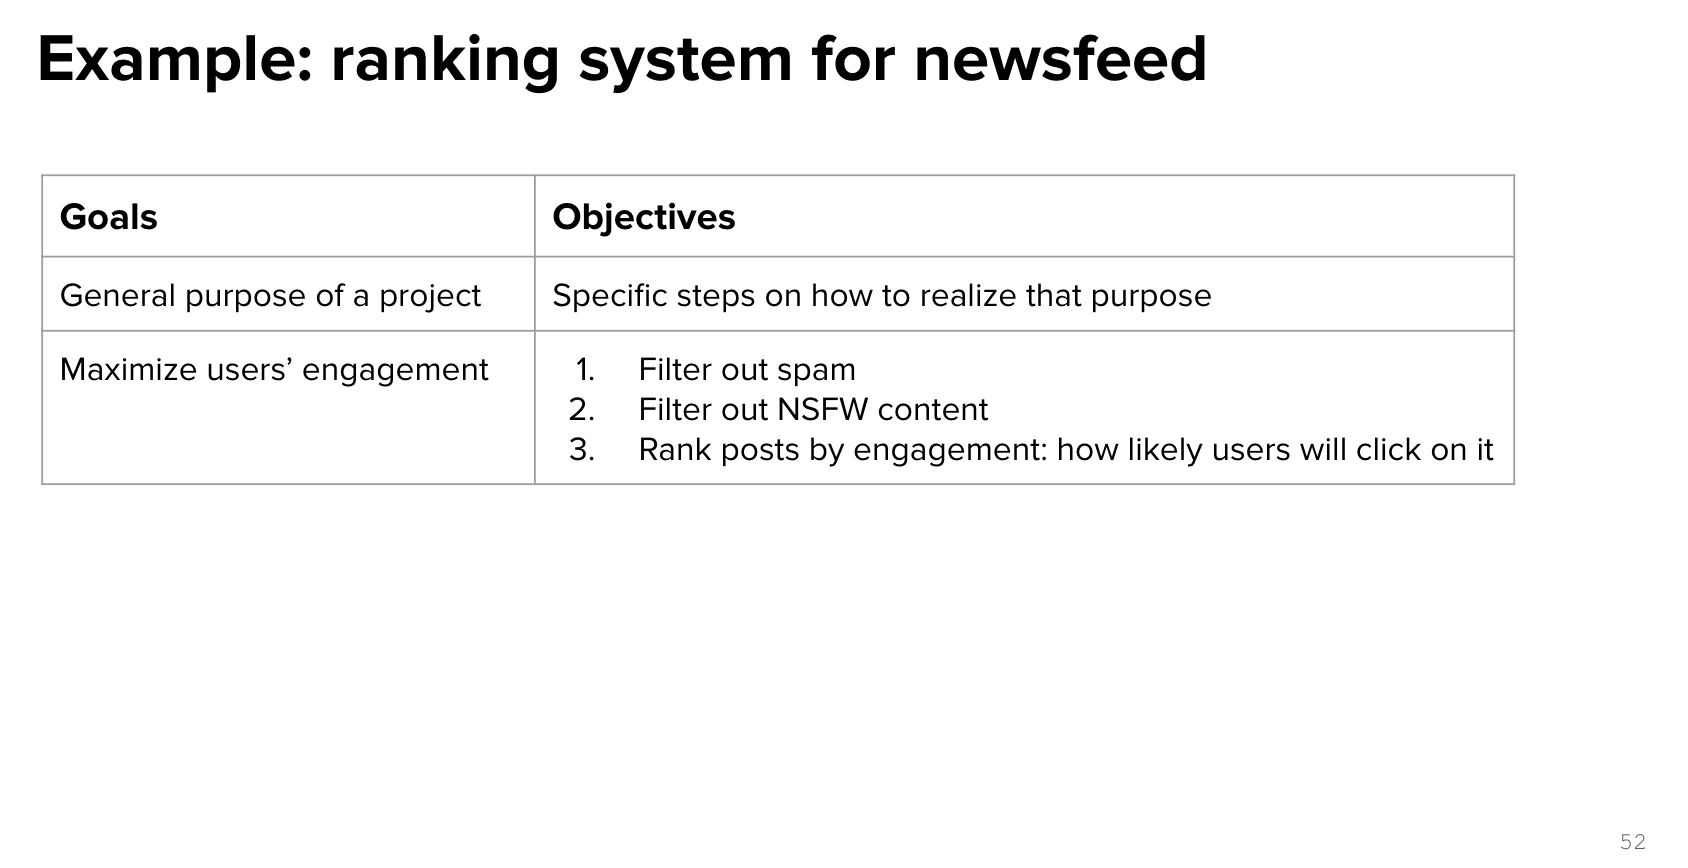 Example: ranking system for newsfeed
Goals
Objectives
General purpose of a project
Specific steps on how to realize that purpose
Maximize users’ engagement
1. Filter out spam
2. Filter out NSFW content
3. Rank posts by engagement: how likely users will click on it
52